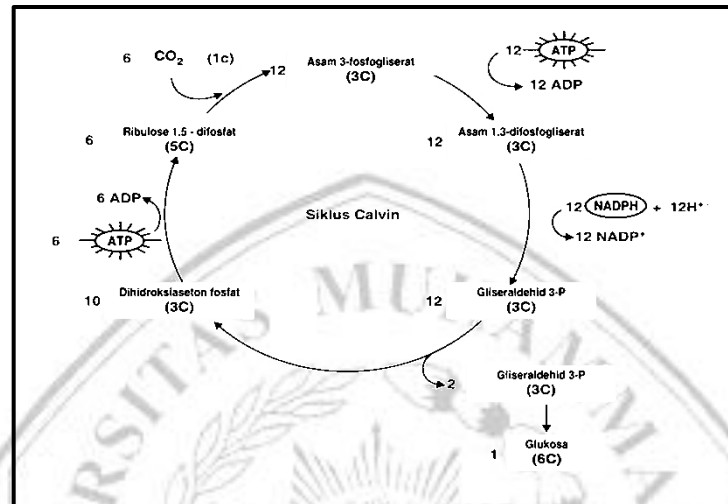 6 CO₂ (1c)
12 Asam 3-fosfogliserat
(3C)
12 ATP
12 ADP
6 Ribulose 1.5 - difosfat
(5C)
12 Asam 1.3-difosfogliserat
(3C)
6 ADP
6 ATP
Siklus Calvin
12 NADPH + 12H⁺
12 NADP⁺
10 Dihidroksiaseton fosfat
(3C)
12 Gliseraldehid 3-P
(3C)
2 Gliseraldehid 3-P
(3C)
1 Glukosa
(6C)